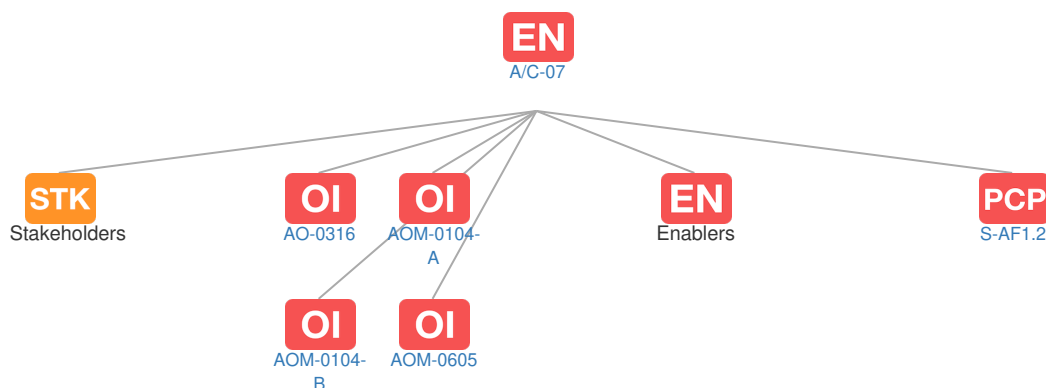 EN
A/C-07
STK
OI
OI
EN
PCP
Stakeholders
AO-0316
AOM-0104-
A
Enablers
S-AF1.2
OI
OI
AOM-0104-
B
AOM-0605